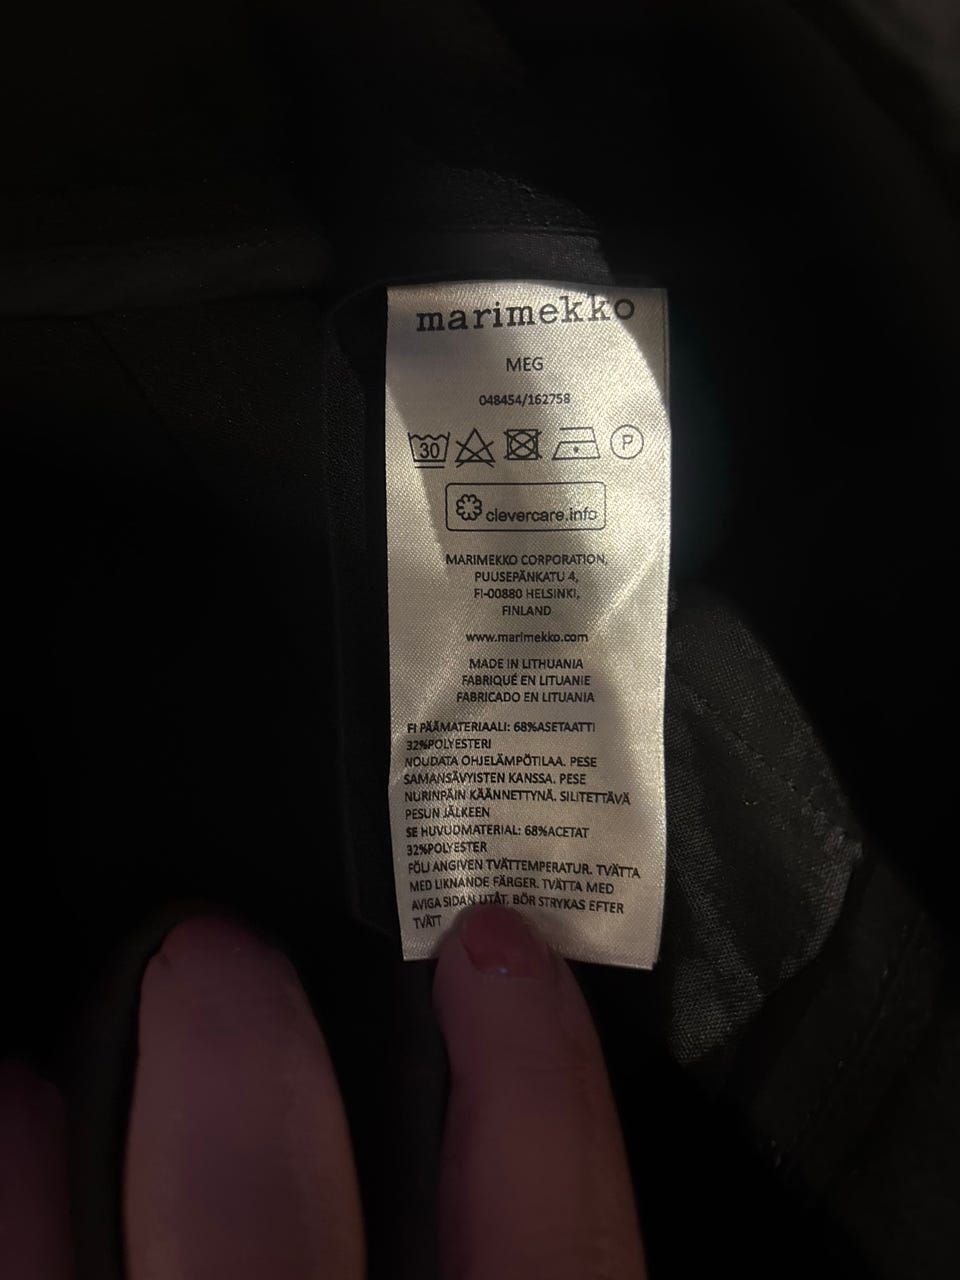 marimekko
MEG
048454/162758
30 P
clevercare.info
MARIMEKKO CORPORATION,
PUUSEPÄNKATU 4,
FI-00880 HELSINKI,
FINLAND
www.marimekko.com
MADE IN LITHUANIA
FABRIQUÉ EN LITUANIE
FABRICADO EN LITUANIA
FI PÄÄMATERIAALI: 68%ASETAATTI
32%POLYESTERI
NOUDATA OHJELÄMPÖTILAA. PESE
SAMANSÄVYISTEN KANSSA. PESE
NURINPÄIN KÄÄNNETTYNÄ. SILITETTÄVÄ
PESUN JÄLKEEN
SE HUVUDMATERIAL: 68%ACETAT
32%POLYESTER
FÖLJ ANGIVEN TVÄTTEMPERATUR. TVÄTTA
MED LIKNANDE FÄRGER. TVÄTTA MED
AVIGA SIDAN UTÅT. BÖR STRYKAS EFTER
TVÄTT